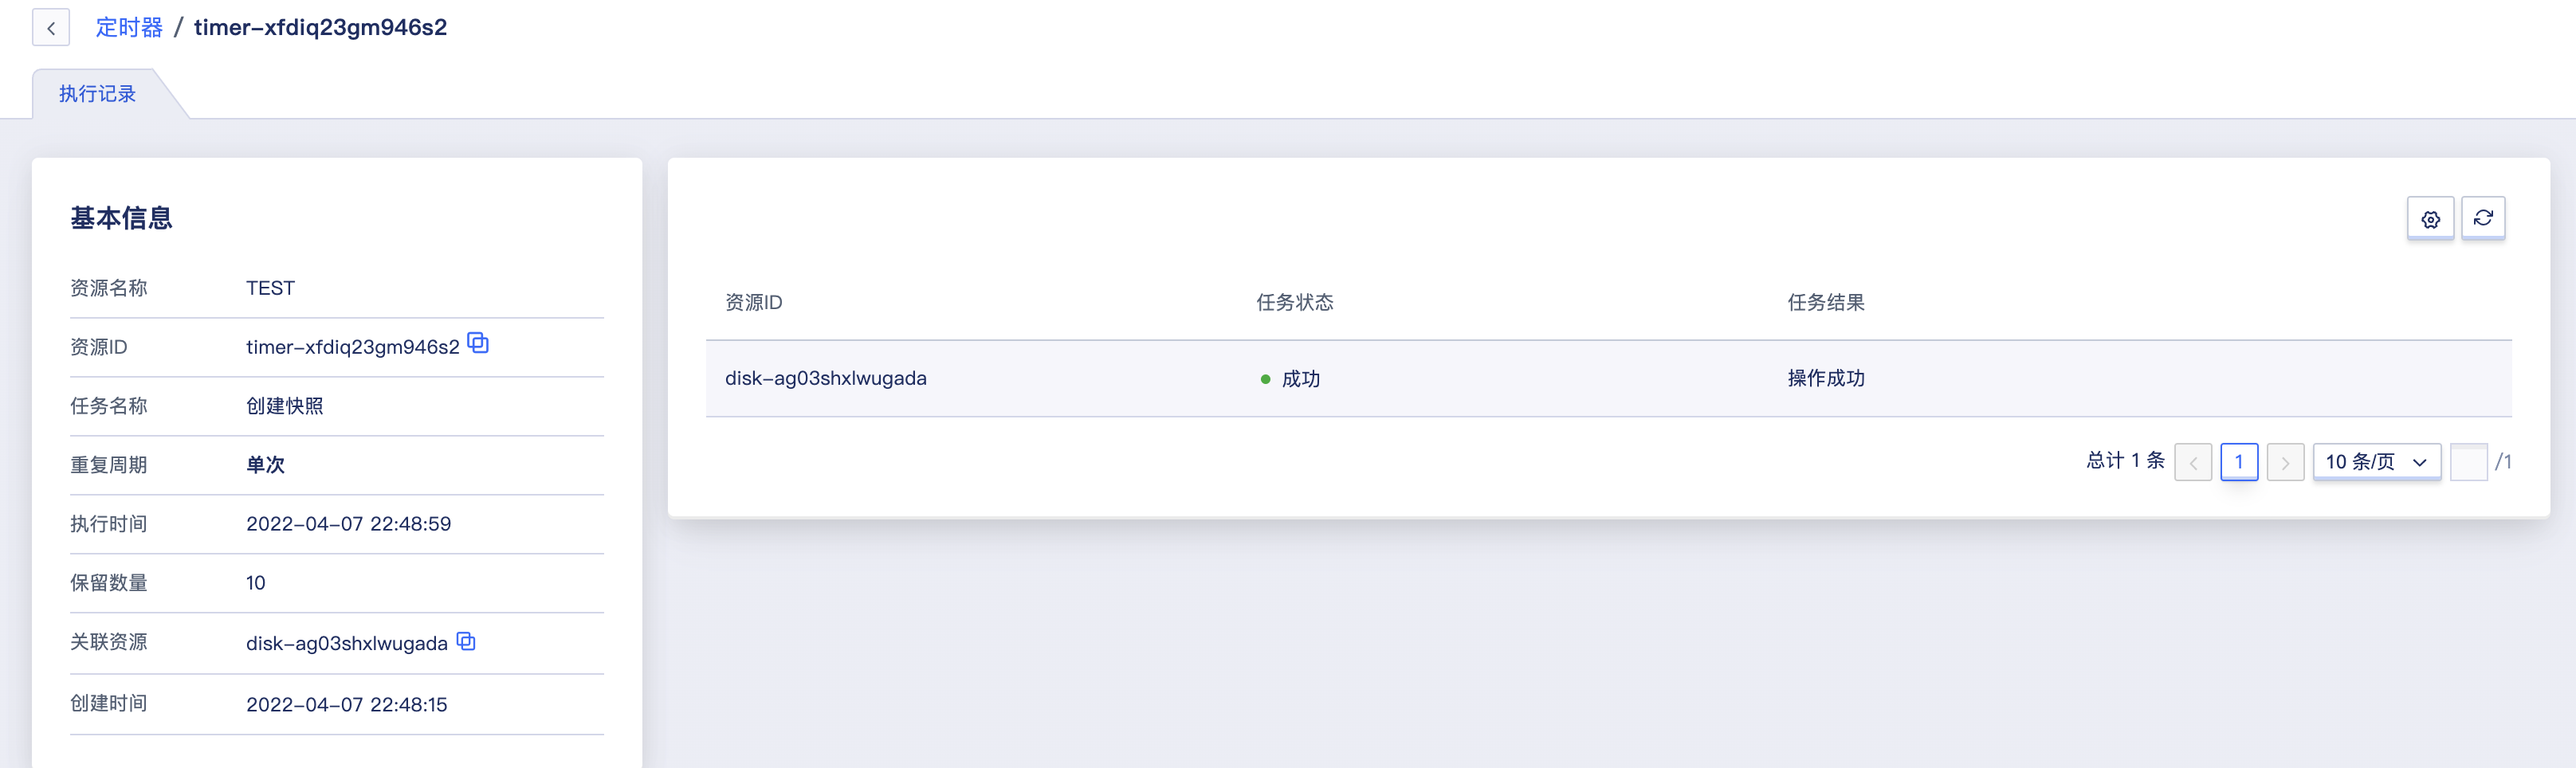 定时器 / timer-xfdiq23gm946s2
执行记录
基本信息
资源名称 TEST
资源ID timer-xfdiq23gm946s2
任务名称 创建快照
重复周期 单次
执行时间 2022-04-07 22:48:59
保留数量 10
关联资源 disk-ag03shxlwugada
创建时间 2022-04-07 22:48:15
资源ID 任务状态 任务结果
disk-ag03shxlwugada 成功 操作成功
总计 1 条 1 10 条/页 /1